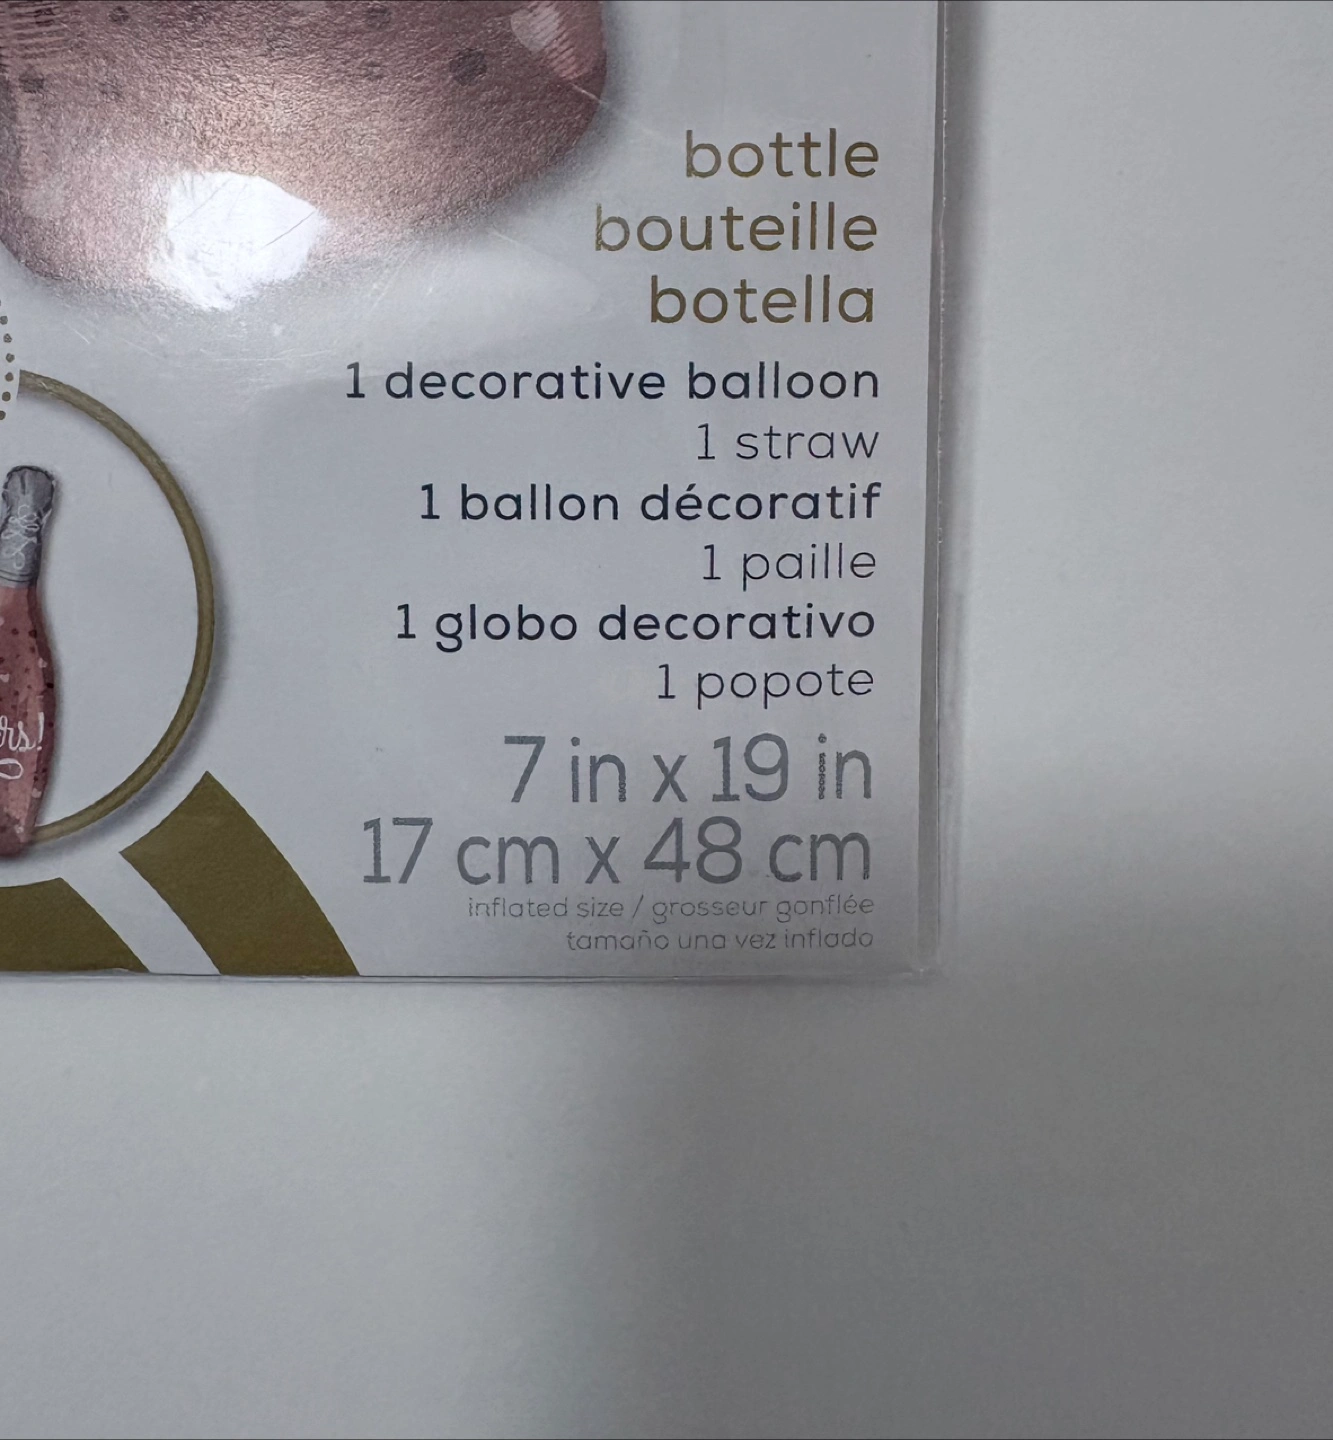 bottle
bouteille
botella
1 decorative balloon
1 straw
1 ballon décoratif
1 paille
1 globo decorativo
1 popote
7 in x 19 in
17 cm x 48 cm
inflated size / grosseur gonflée
tamaño una vez inflado